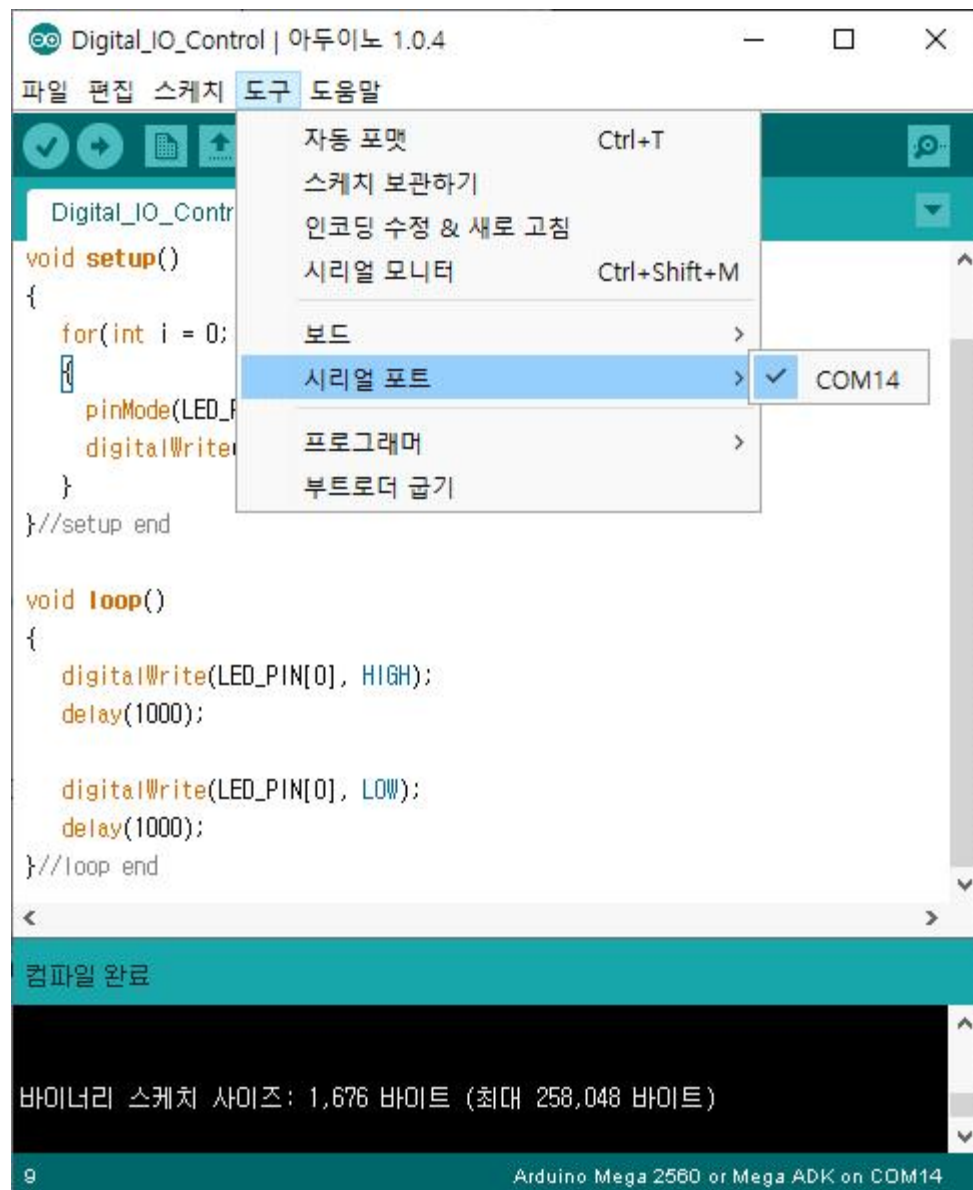 Digital_IO_Control | 아두이노 1.0.4
파일 편집 스케치 도구 도움말
자동 포맷 Ctrl+T
스케치 보관하기
인코딩 수정 & 새로 고침
시리얼 모니터 Ctrl+Shift+M
보드
시리얼 포트
COM14
프로그래머
부트로더 굽기
Digital_IO_Contr
void setup()
{
for(int i = 0;
{
pinMode(LED_
digitalWrite
}
}//setup end
void loop()
{
digitalWrite(LED_PIN[0], HIGH);
delay(1000);
digitalWrite(LED_PIN[0], LOW);
delay(1000);
}//loop end
컴파일 완료
바이너리 스케치 사이즈: 1,676 바이트 (최대 258,048 바이트)
9 Arduino Mega 2560 or Mega ADK on COM14